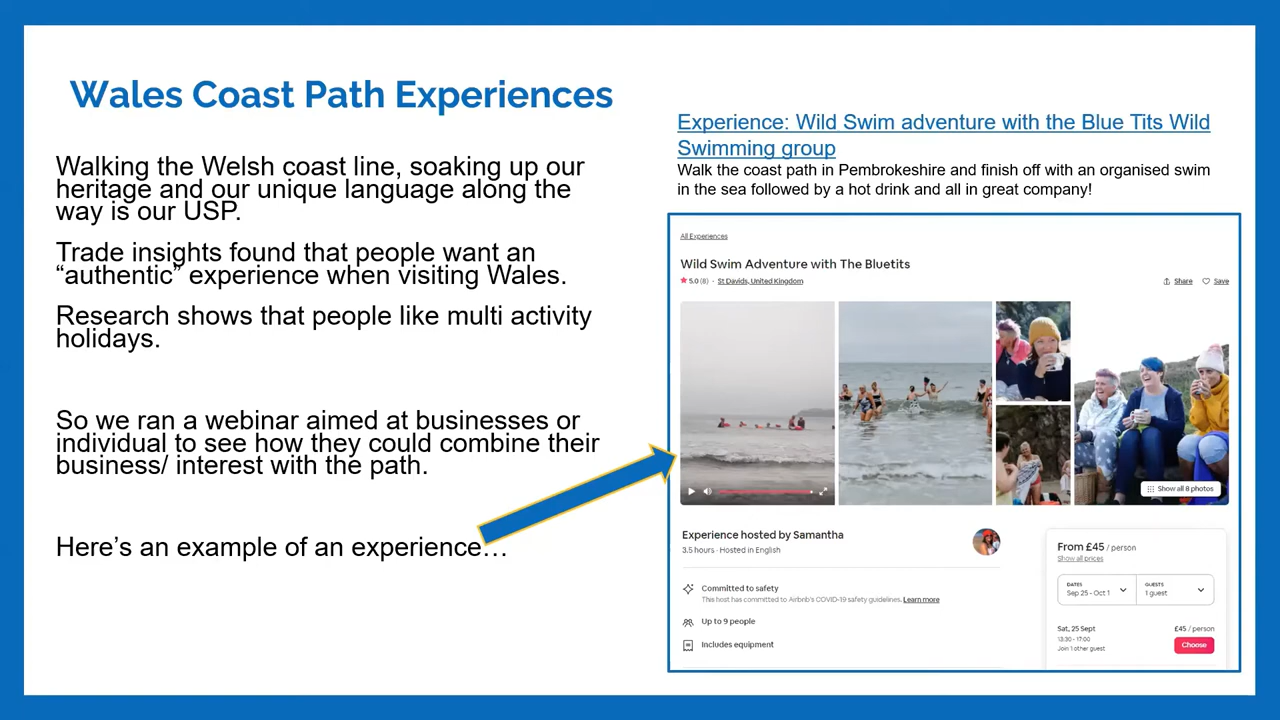 Wales Coast Path Experiences
Walking the Welsh coast line, soaking up our
heritage and our unique language along the
way is our USP.
Trade insights found that people want an
“authentic” experience when visiting Wales.
Research shows that people like multi activity
holidays.
So we ran a webinar aimed at businesses or
individual to see how they could combine their
business/ interest with the path.
Here’s an example of an experience…
Experience: Wild Swim adventure with the Blue Tits Wild
Swimming group
Walk the coast path in Pembrokeshire and finish off with an organised swim
in the sea followed by a hot drink and all in great company!
All Experiences
Wild Swim Adventure with The Bluetits
5.0 (8) · St Davids, United Kingdom
Share
Save
Show all 8 photos
Experience hosted by Samantha
3.5 hours · Hosted in English
Committed to safety
This host has committed to Airbnb's COVID-19 safety guidelines. Learn more
Up to 9 people
Includes equipment
From £45 / person
Show all prices
DATES
Sep 25 - Oct 1
GUESTS
1 guest
Sat, 25 Sept
13:30 - 17:00
Join 1 other guest
£45 / person
Choose